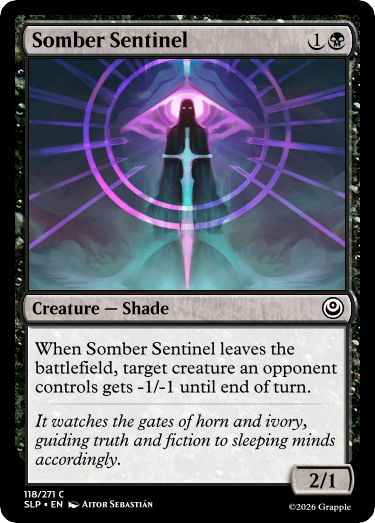 Somber Sentinel 1
Creature — Shade
When Somber Sentinel leaves the
battlefield, target creature an opponent
controls gets -1/-1 until end of turn.
It watches the gates of horn and ivory,
guiding truth and fiction to sleeping minds
accordingly.
2/1
118/271 C
SLP • EN Aitor Sebastián
©2026 Grapple